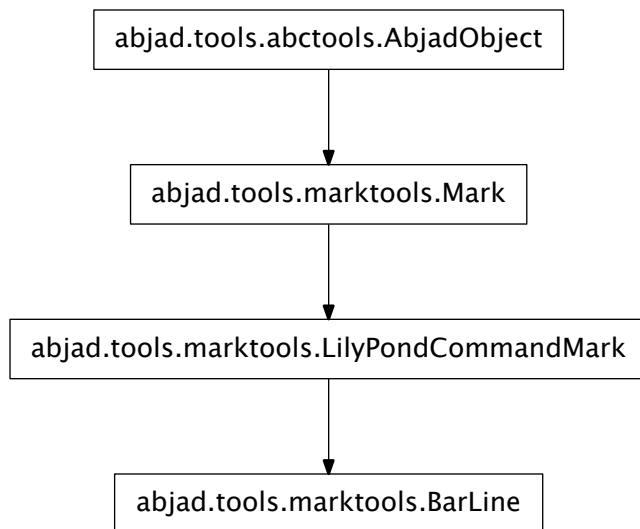 abjad.tools.abctools.AbjadObject
abjad.tools.marktools.Mark
abjad.tools.marktools.LilyPondCommandMark
abjad.tools.marktools.BarLine